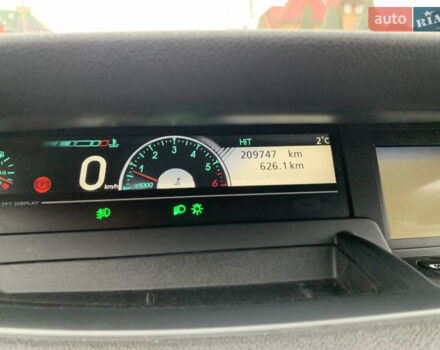 auto RIA
HIT 2°C
209747 km
626.1 km
0 km/h
1 2 3 4 5 6
x1000
P
TFT DISPLAY